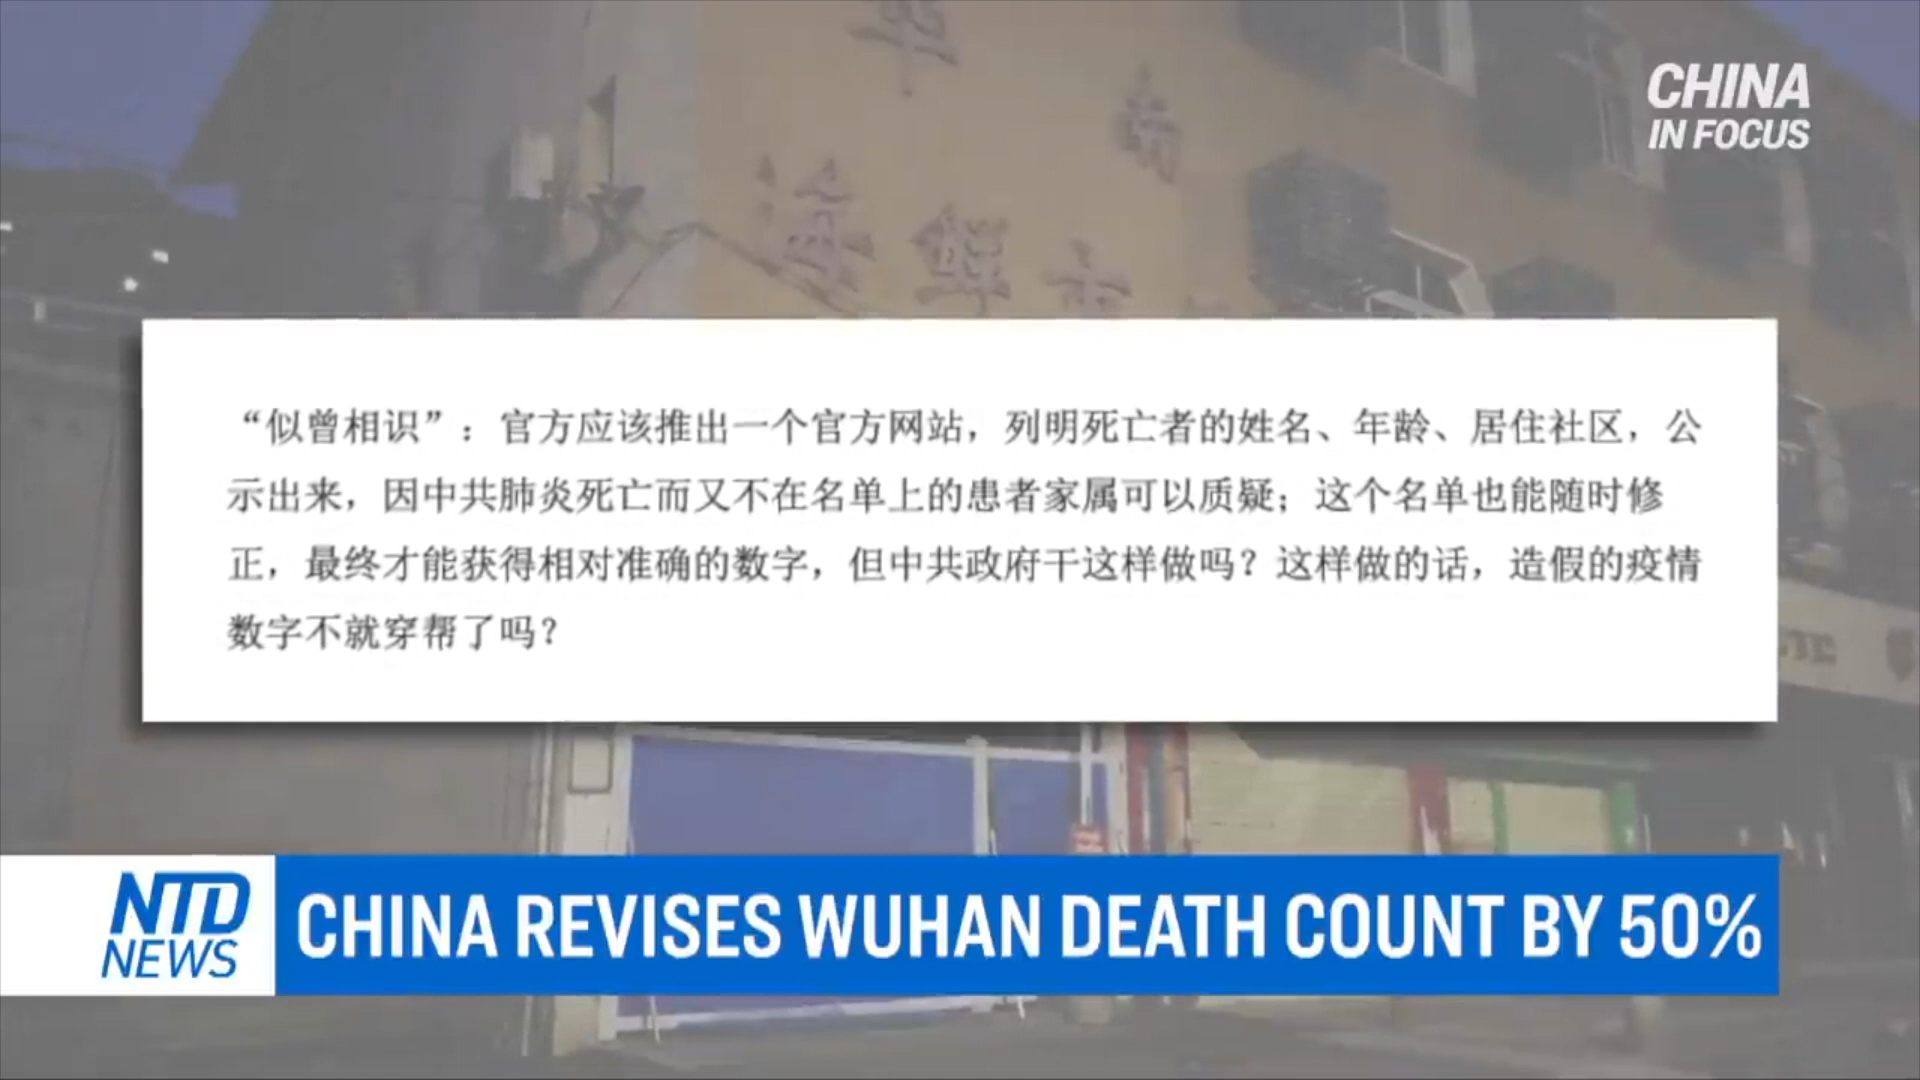 华
南
海鲜市
CHINA
IN FOCUS
“似曾相识”：官方应该推出一个官方网站，列明死亡者的姓名、年龄、居住社区，公
示出来，因中共肺炎死亡而又不在名单上的患者家属可以质疑；这个名单也能随时修
正，最终才能获得相对准确的数字，但中共政府干这样做吗？这样做的话，造假的疫情
数字不就穿帮了吗？
NTD
NEWS
CHINA REVISES WUHAN DEATH COUNT BY 50%